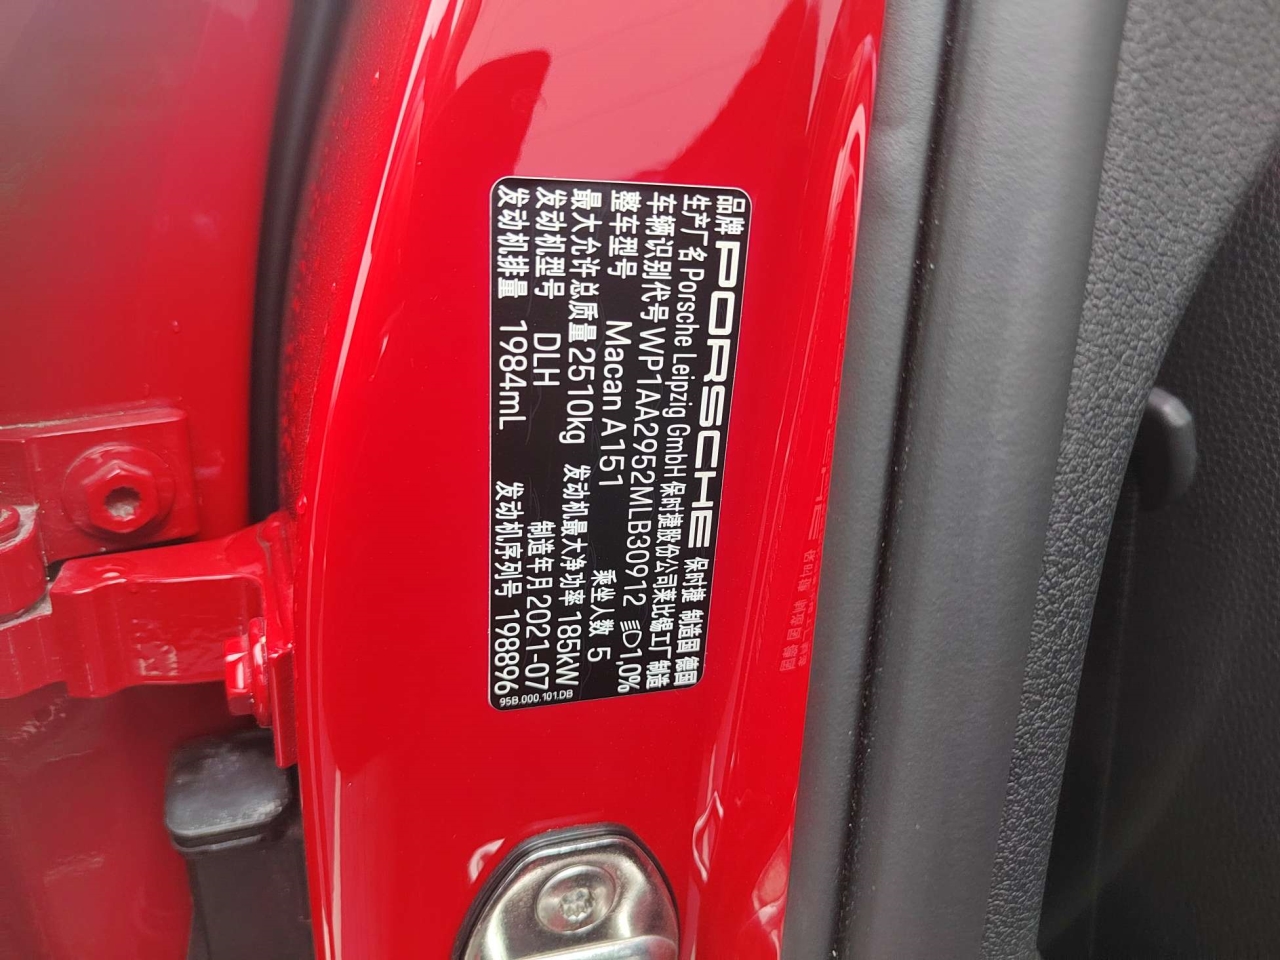 品牌 PORSCHE 保时捷 制造国 德国
生产厂名 Porsche Leipzig GmbH 保时捷股份公司莱比锡工厂制造
车辆识别代号 WP1AA2952MLB30912 1,0%
整车型号 Macan A151 乘坐人数 5
最大允许总质量 2510kg 发动机最大净功率 185kW
发动机型号 DLH 制造年月 2021-07
发动机排量 1984mL 发动机序列号 198896
95B.000.101.DB